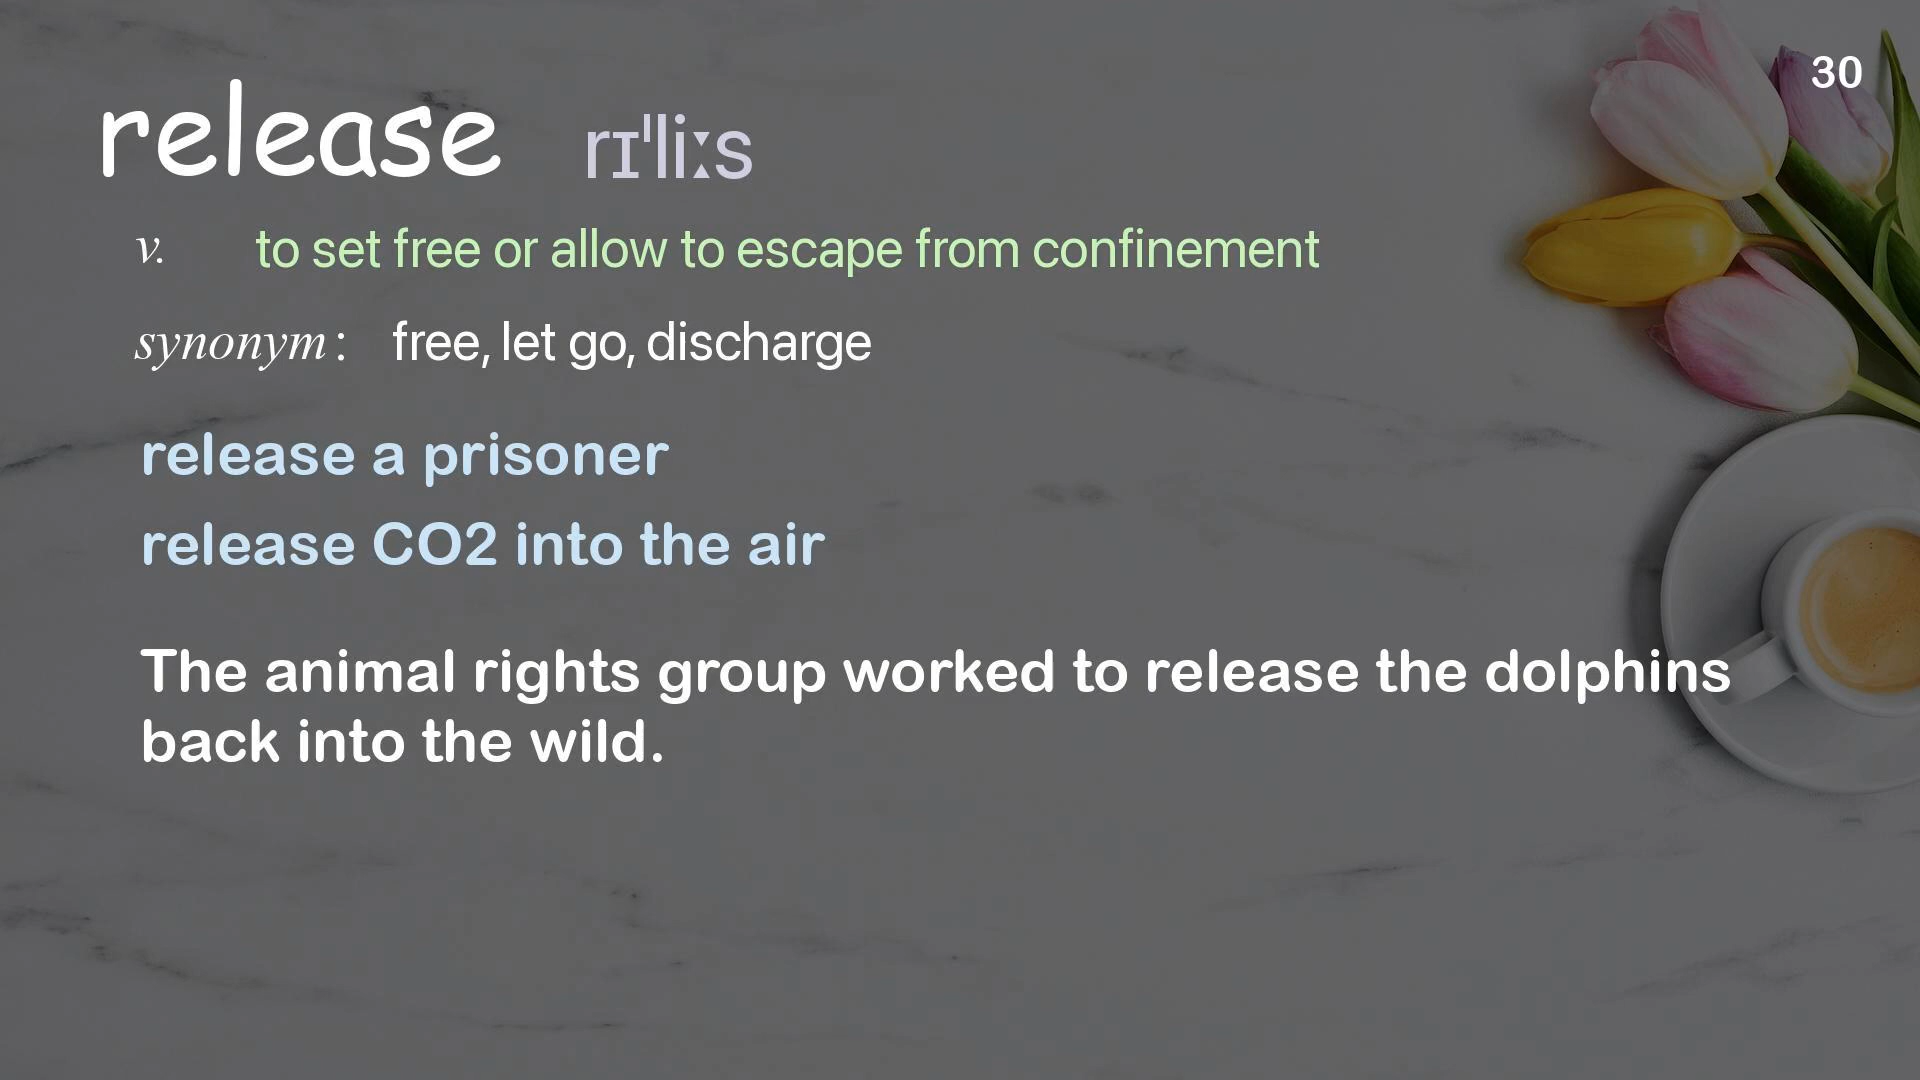 30
release rɪˈliːs
v. to set free or allow to escape from confinement
synonym : free, let go, discharge
release a prisoner
release CO2 into the air
The animal rights group worked to release the dolphins
back into the wild.